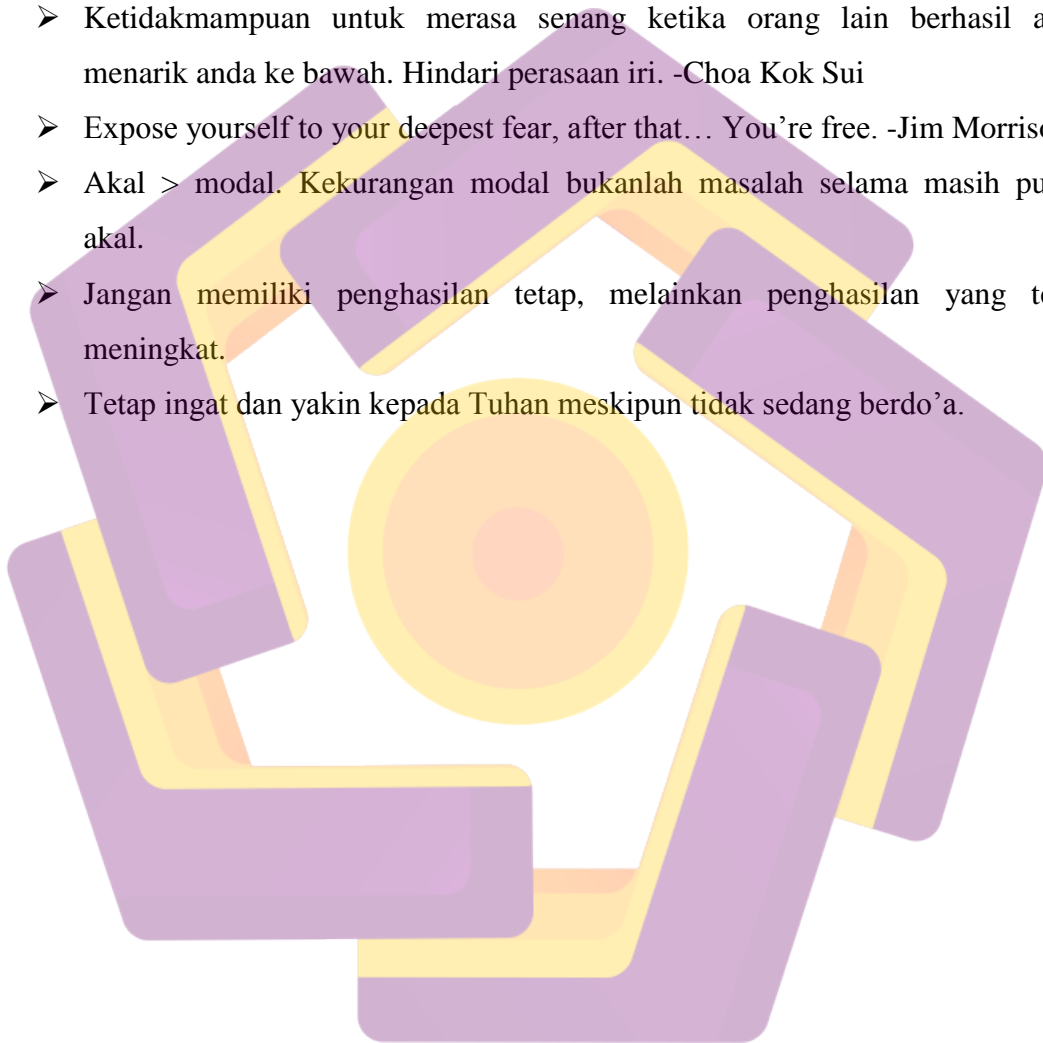 ➢ Ketidakmampuan untuk merasa senang ketika orang lain berhasil a
menarik anda ke bawah. Hindari perasaan iri. -Choa Kok Sui
➢ Expose yourself to your deepest fear, after that… You’re free. -Jim Morriso
➢ Akal > modal. Kekurangan modal bukanlah masalah selama masih pu
akal.
➢ Jangan memiliki penghasilan tetap, melainkan penghasilan yang te
meningkat.
➢ Tetap ingat dan yakin kepada Tuhan meskipun tidak sedang berdo’a.